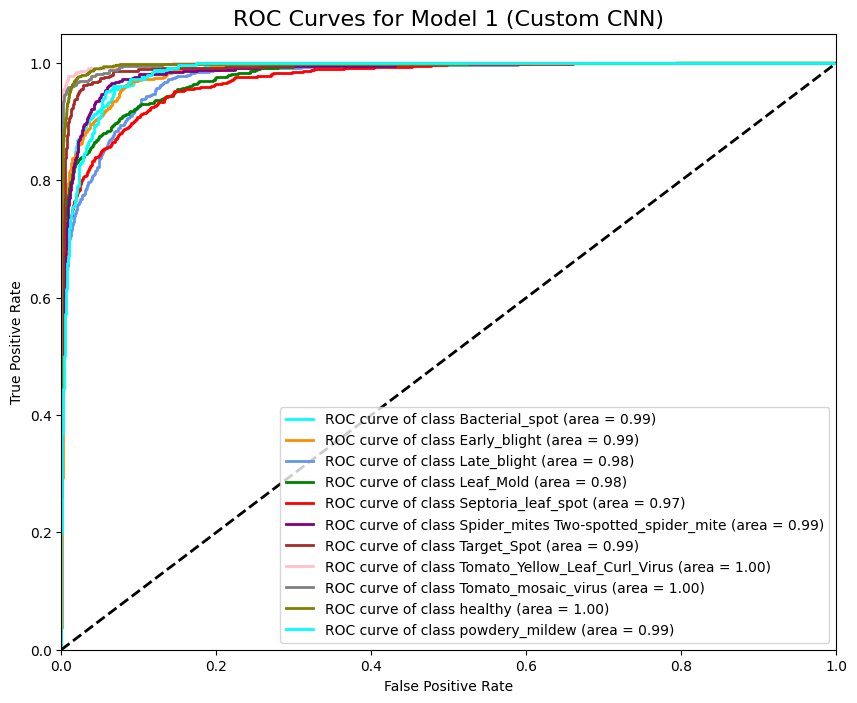 ROC Curves for Model 1 (Custom CNN)
1.0
0.8
0.6
0.4
0.2
0.0
True Positive Rate
ROC curve of class Bacterial_spot (area = 0.99)
ROC curve of class Early_blight (area = 0.99)
ROC curve of class Late_blight (area = 0.98)
ROC curve of class Leaf_Mold (area = 0.98)
ROC curve of class Septoria_leaf_spot (area = 0.97)
ROC curve of class Spider_mites Two-spotted_spider_mite (area = 0.99)
ROC curve of class Target_Spot (area = 0.99)
ROC curve of class Tomato_Yellow_Leaf_Curl_Virus (area = 1.00)
ROC curve of class Tomato_mosaic_virus (area = 1.00)
ROC curve of class healthy (area = 1.00)
ROC curve of class powdery_mildew (area = 0.99)
0.0 0.2 0.4 0.6 0.8 1.0
False Positive Rate